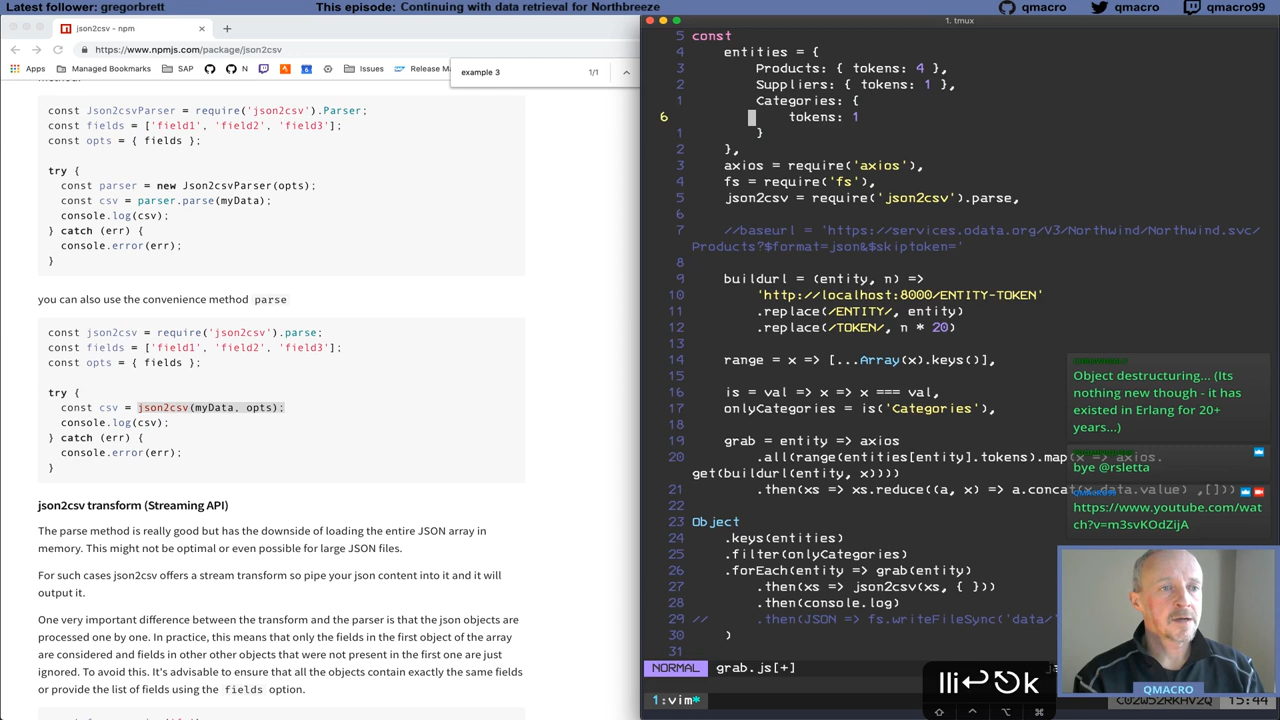 Latest follower: gregorbrett
This episode: Continuing with data retrieval for Northbreeze
qmacro
qmacro
qmacro99
json2csv - npm
https://www.npmjs.com/package/json2csv
Apps
Managed Bookmarks
SAP
N
Issues
Release M
example 3
1/1
const Json2csvParser = require('json2csv').Parser;
const fields = ['field1', 'field2', 'field3'];
const opts = { fields };
try {
const parser = new Json2csvParser(opts);
const csv = parser.parse(myData);
console.log(csv);
} catch (err) {
console.error(err);
}
you can also use the convenience method parse
const json2csv = require('json2csv').parse;
const fields = ['field1', 'field2', 'field3'];
const opts = { fields };
try {
const csv = json2csv(myData, opts);
console.log(csv);
} catch (err) {
console.error(err);
}
json2csv transform (Streaming API)
The parse method is really good but has the downside of loading the entire JSON array in
memory. This might not be optimal or even possible for large JSON files.
For such cases json2csv offers a stream transform so pipe your json content into it and it will
output it.
One very important difference between the transform and the parser is that the json objects are
processed one by one. In practice, this means that only the fields in the first object of the array
are considered and fields in other other objects that were not present in the first one are just
ignored. To avoid this. It's advisable to ensure that all the objects contain exactly the same fields
or provide the list of fields using the fields option.
1. tmux
5 const
4 entities = {
3 Products: { tokens: 4 },
2 Suppliers: { tokens: 1 },
1 Categories: {
6 tokens: 1
1 }
2 },
3 axios = require('axios'),
4 fs = require('fs'),
5 json2csv = require('json2csv').parse,
6
7 //baseurl = 'https://services.odata.org/V3/Northwind/Northwind.svc/
Products?$format=json&$skiptoken='
8
9 buildurl = (entity, n) =>
10 'http://localhost:8000/ENTITY-TOKEN'
11 .replace(/ENTITY/, entity)
12 .replace(/TOKEN/, n * 20)
13
14 range = x => [...Array(x).keys()],
15
16 is = val => x => x === val,
17 onlyCategories = is('Categories'),
18
19 grab = entity => axios
20 .all(range(entities[entity].tokens).map(x => axios.
get(buildurl(entity, x))))
21 .then(xs => xs.reduce((a, x) => a.concat(x.data.value) ,[]))
22
23 Object
24 .keys(entities)
25 .filter(onlyCategories)
26 .forEach(entity => grab(entity)
27 .then(xs => json2csv(xs, { }))
28 .then(console.log)
29 // .then(JSON => fs.writeFileSync('data/'
30 )
31
NORMAL grab.js[+]
1:vim*
Object destructuring... (Its
nothing new though - it has
existed in Erlang for 20+
years...)
bye @rsletta
https://www.youtube.com/wat
ch?v=m3svKOdZijA
QMACRO
lli↩⎋k
⇧ ⌃ ⌥ ⌘
15:44